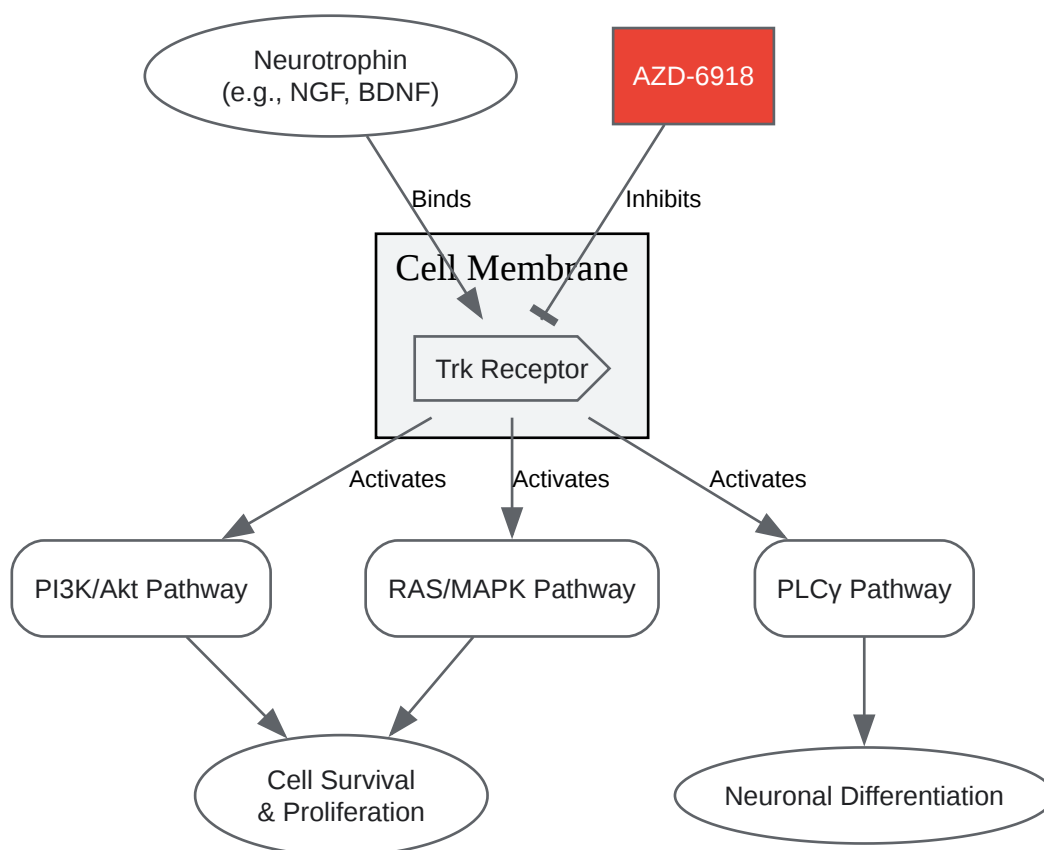 Neurotrophin
(e.g., NGF, BDNF)
AZD-6918
Binds
Inhibits
Cell Membrane
Trk Receptor
Activates
Activates
Activates
PI3K/Akt Pathway
RAS/MAPK Pathway
PLCγ Pathway
Cell Survival
& Proliferation
Neuronal Differentiation